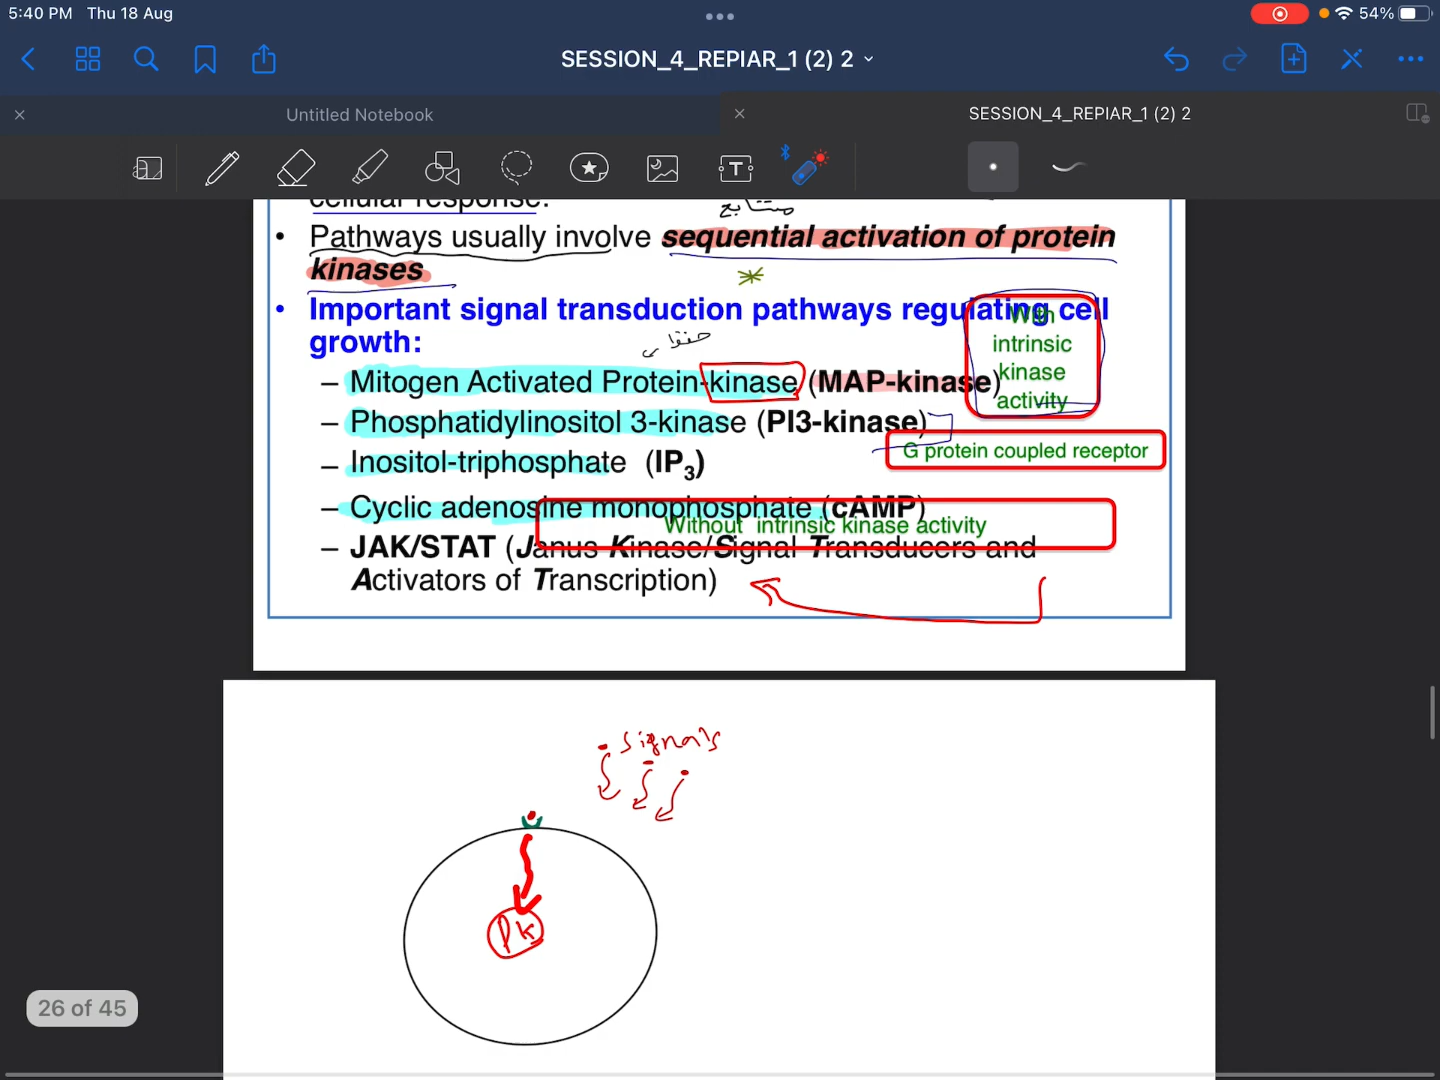 5:40 PM Thu 18 Aug
54%
SESSION_4_REPIAR_1 (2) 2
Untitled Notebook
SESSION_4_REPIAR_1 (2) 2
cellular response.
• Pathways usually involve sequential activation of protein
kinases
• Important signal transduction pathways regulating cell
growth:
With
intrinsic
kinase
activity
– Mitogen Activated Protein-kinase (MAP-kinase)
– Phosphatidylinositol 3-kinase (PI3-kinase)
G protein coupled receptor
– Inositol-triphosphate (IP3)
– Cyclic adenosine monophosphate (cAMP)
Without intrinsic kinase activity
– JAK/STAT (Janus Kinase/Signal Transducers and
Activators of Transcription)
signals
PK
26 of 45